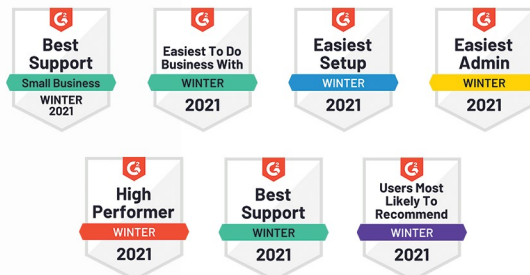 G2
Best
Support
Small Business
WINTER
2021
G2
Easiest To Do
Business With
WINTER
2021
G2
Easiest
Setup
WINTER
2021
G2
Easiest
Admin
WINTER
2021
G2
High
Performer
WINTER
2021
G2
Best
Support
WINTER
2021
G2
Users Most
Likely To
Recommend
WINTER
2021